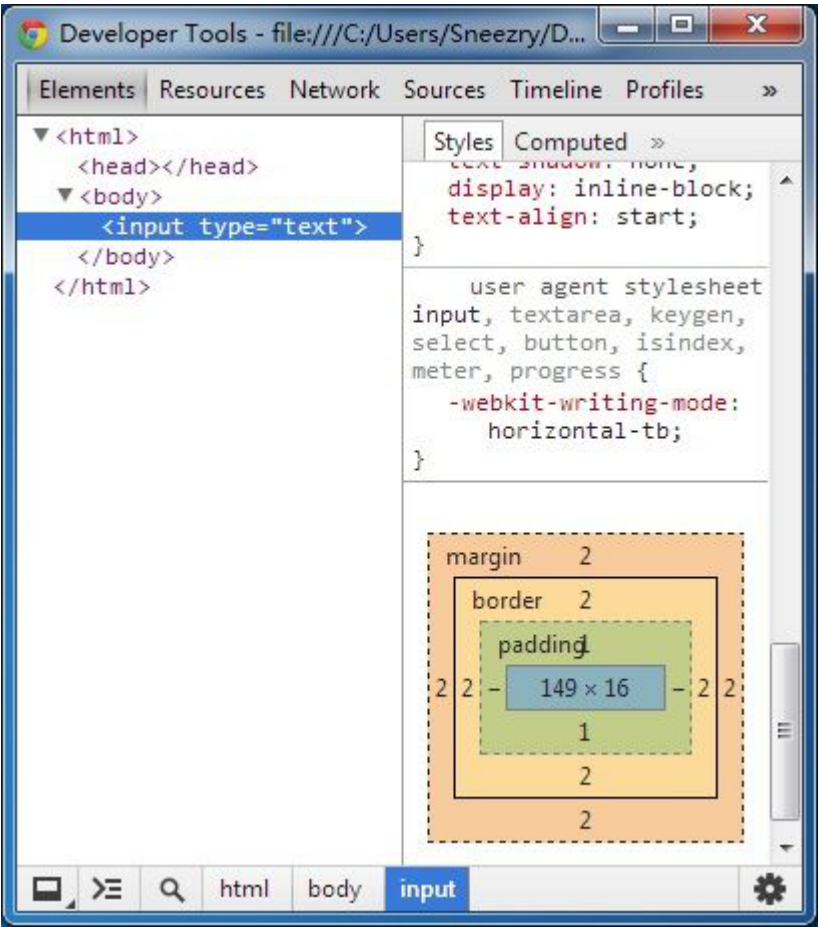 Developer Tools - file:///C:/Users/Sneezry/D...
Elements Resources Network Sources Timeline Profiles »
▼<html>
<head></head>
▼<body>
<input type="text">
</body>
</html>
Styles Computed »
text-shadow: none;
display: inline-block;
text-align: start;
}
user agent stylesheet
input, textarea, keygen,
select, button, isindex,
meter, progress {
-webkit-writing-mode:
horizontal-tb;
}
margin 2
border 2
padding 1
2 2 – 149 × 16 – 2 2
1
2
2
html body input